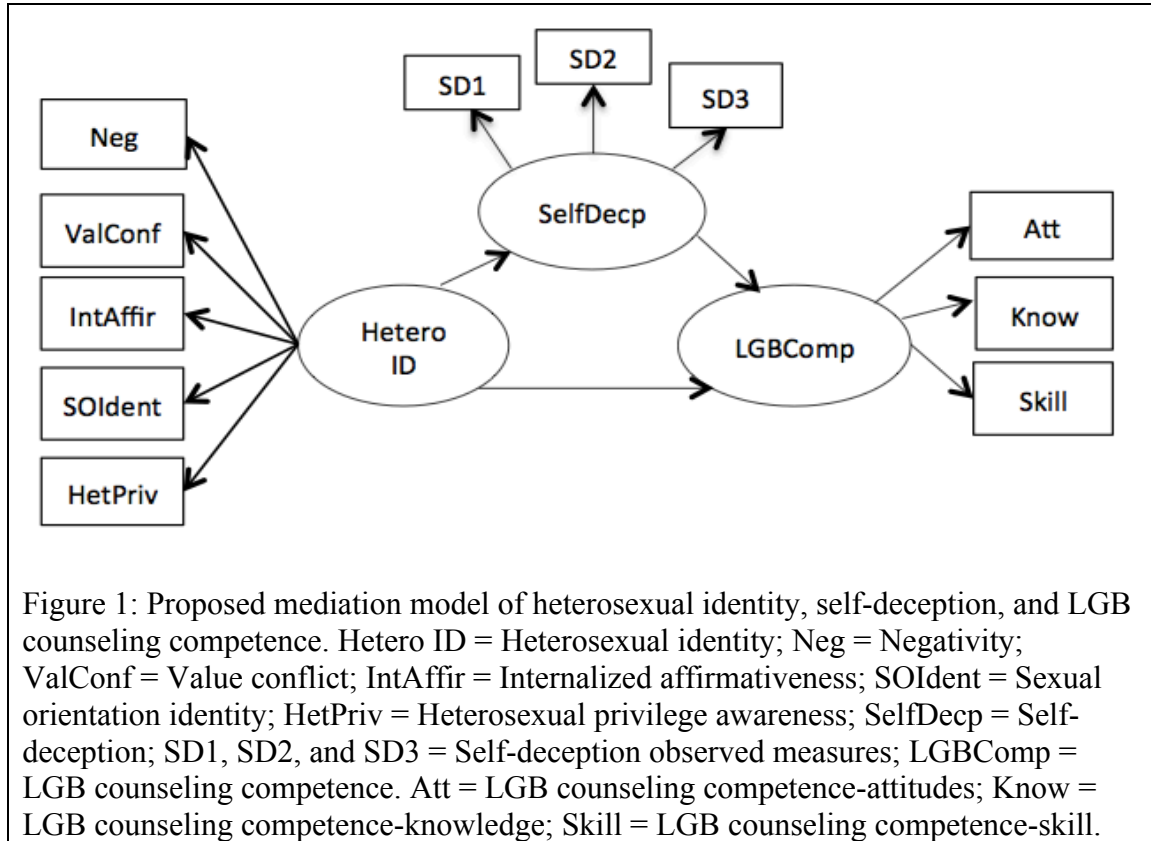 SD1
SD2
SD3
Neg
ValConf
IntAffir
SOIdent
HetPriv
SelfDecp
Hetero
ID
LGBComp
Att
Know
Skill
Figure 1: Proposed mediation model of heterosexual identity, self-deception, and LGB
counseling competence. Hetero ID = Heterosexual identity; Neg = Negativity;
ValConf = Value conflict; IntAffir = Internalized affirmativeness; SOIdent = Sexual
orientation identity; HetPriv = Heterosexual privilege awareness; SelfDecp = Self-
deception; SD1, SD2, and SD3 = Self-deception observed measures; LGBComp =
LGB counseling competence. Att = LGB counseling competence-attitudes; Know =
LGB counseling competence-knowledge; Skill = LGB counseling competence-skill.